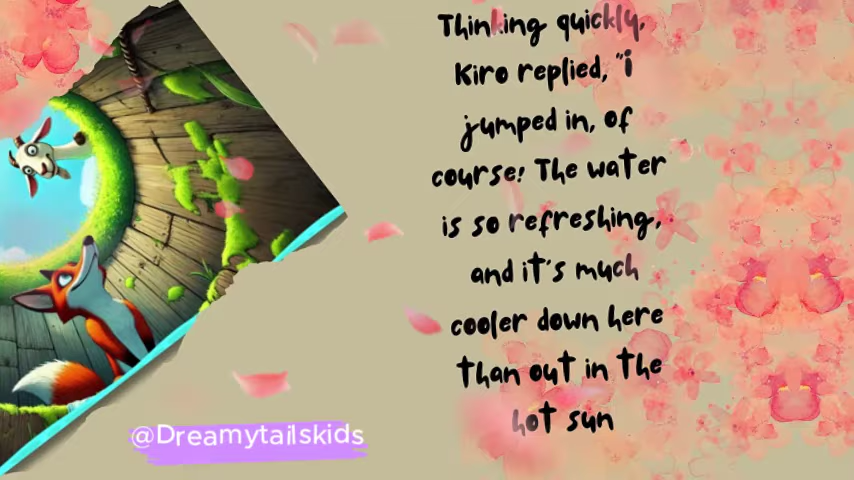 Thinking quickly,
Kiro replied, "i
jumped in, of
course! The water
is so refreshing,
and it's much
cooler down here
than out in the
hot sun
@Dreamytailskids